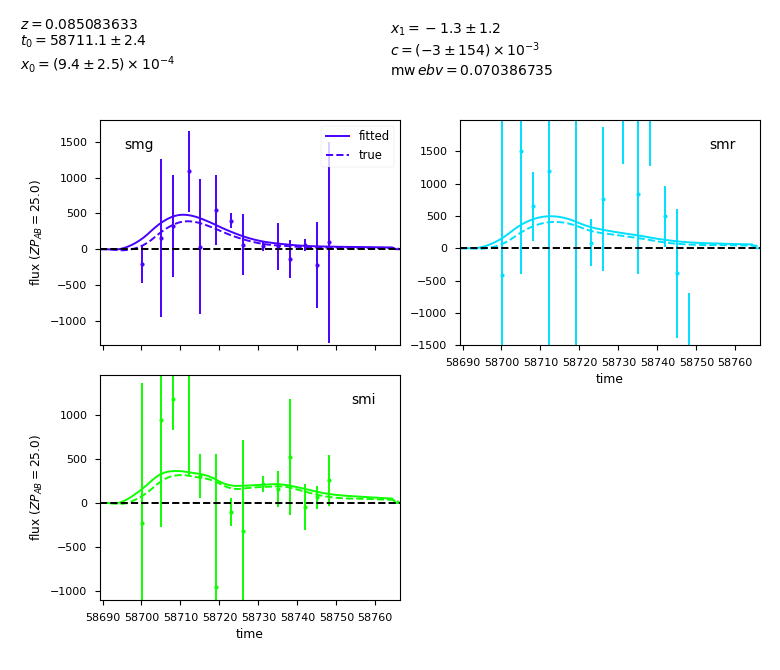 z = 0.085083633
t₀ = 58711.1 ± 2.4
x₀ = (9.4 ± 2.5) × 10⁻⁴
x₁ = −1.3 ± 1.2
c = (−3 ± 154) × 10⁻³
mw ebv = 0.070386735
smg
fitted
true
flux (ZP_AB = 25.0)
1500
1000
500
0
−500
−1000
smr
1500
1000
500
0
−500
−1000
−1500
58690 58700 58710 58720 58730 58740 58750 58760
time
smi
flux (ZP_AB = 25.0)
1000
500
0
−500
−1000
58690 58700 58710 58720 58730 58740 58750 58760
time